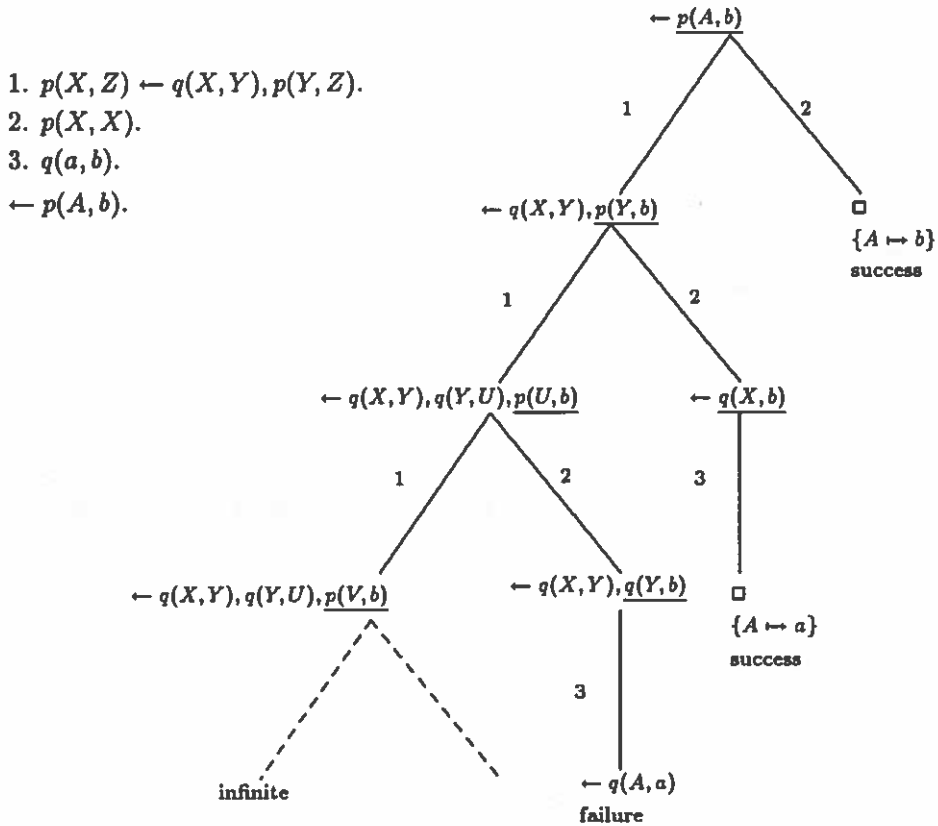 ← p(A, b)
1. p(X, Z) ← q(X, Y), p(Y, Z).
2. p(X, X).
3. q(a, b).
← p(A, b).
1
2
← q(X, Y), p(Y, b)
□
{A ↦ b}
success
1
2
← q(X, Y), q(Y, U), p(U, b)
← q(X, b)
1
2
3
← q(X, Y), q(Y, U), p(V, b)
← q(X, Y), q(Y, b)
□
{A ↦ a}
success
3
infinite
← q(A, a)
failure